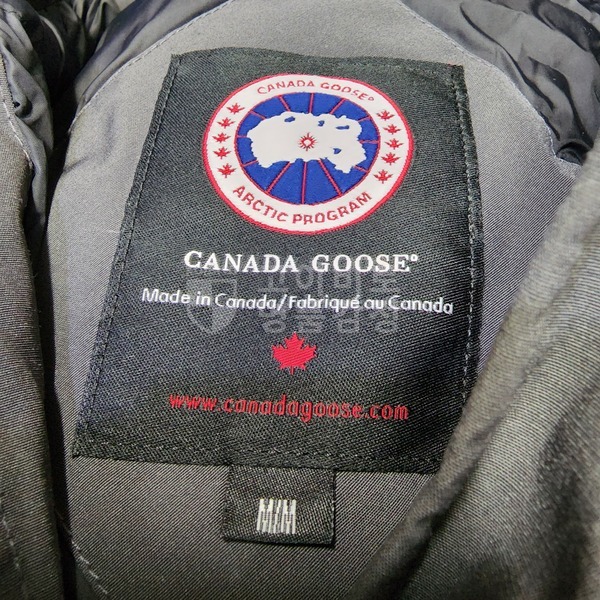 CANADA GOOSE®
ARCTIC PROGRAM
CANADA GOOSE®
Made in Canada/Fabriqué au Canada
www.canadagoose.com
M/M